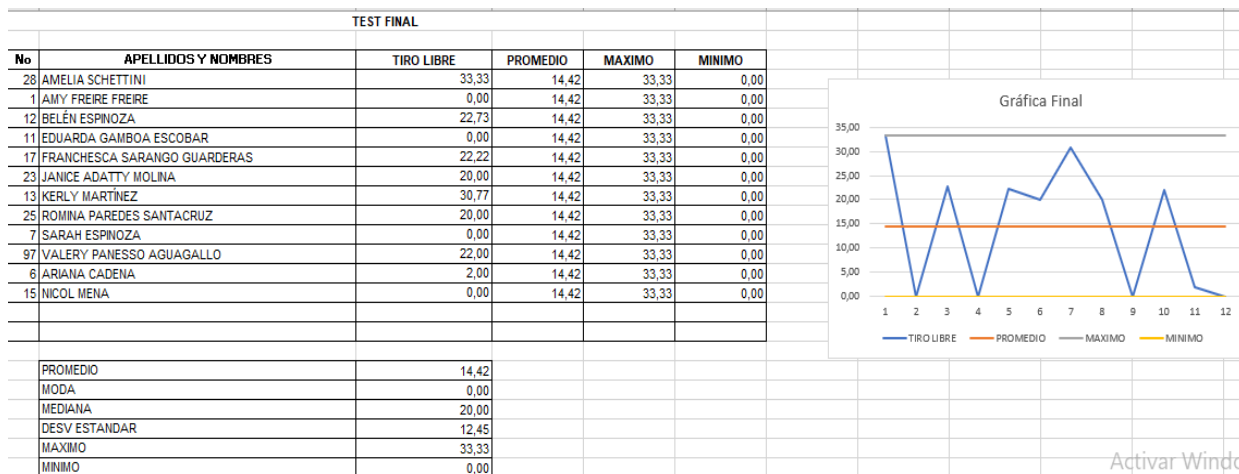 TEST FINAL
No APELLIDOS Y NOMBRES TIRO LIBRE PROMEDIO MAXIMO MINIMO
28 AMELIA SCHETTINI 33,33 14,42 33,33 0,00
1 AMY FREIRE FREIRE 0,00 14,42 33,33 0,00
12 BELÉN ESPINOZA 22,73 14,42 33,33 0,00
11 EDUARDA GAMBOA ESCOBAR 0,00 14,42 33,33 0,00
17 FRANCHESCA SARANGO GUARDERAS 22,22 14,42 33,33 0,00
23 JANICE ADATTY MOLINA 20,00 14,42 33,33 0,00
13 KERLY MARTÍNEZ 30,77 14,42 33,33 0,00
25 ROMINA PAREDES SANTACRUZ 20,00 14,42 33,33 0,00
7 SARAH ESPINOZA 0,00 14,42 33,33 0,00
97 VALERY PANESSO AGUAGALLO 22,00 14,42 33,33 0,00
6 ARIANA CADENA 2,00 14,42 33,33 0,00
15 NICOL MENA 0,00 14,42 33,33 0,00
PROMEDIO 14,42
MODA 0,00
MEDIANA 20,00
DESV ESTANDAR 12,45
MAXIMO 33,33
MINIMO 0,00
Gráfica Final
35,00
30,00
25,00
20,00
15,00
10,00
5,00
0,00
1 2 3 4 5 6 7 8 9 10 11 12
TIRO LIBRE PROMEDIO MAXIMO MINIMO
Activar Windo